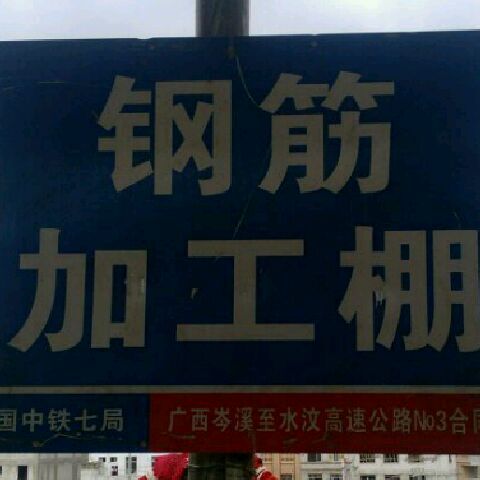 钢筋
加工棚
国中铁七局 广西岑溪至水汶高速公路№3合同